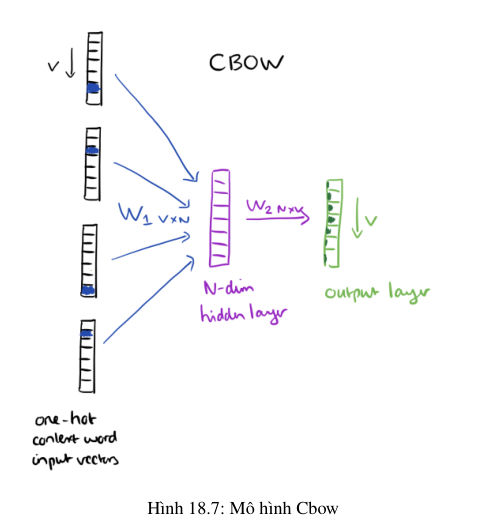 V
CBOW
W1 V×N
W2 N×V
V
N-dim
hidden layer
output layer
one-hot
context word
input vectors
Hình 18.7: Mô hình Cbow